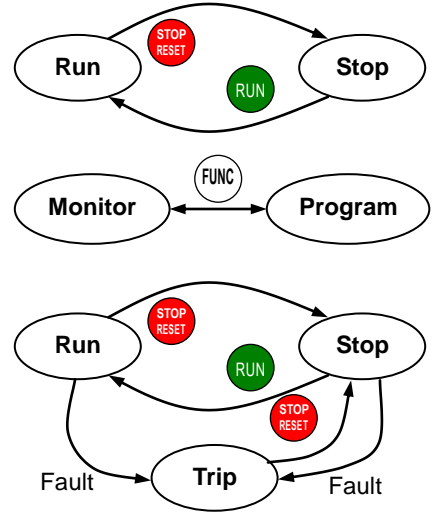 STOP
RESET
Run
Stop
RUN
FUNC
Monitor
Program
STOP
RESET
Run
Stop
RUN
STOP
RESET
Trip
Fault
Fault